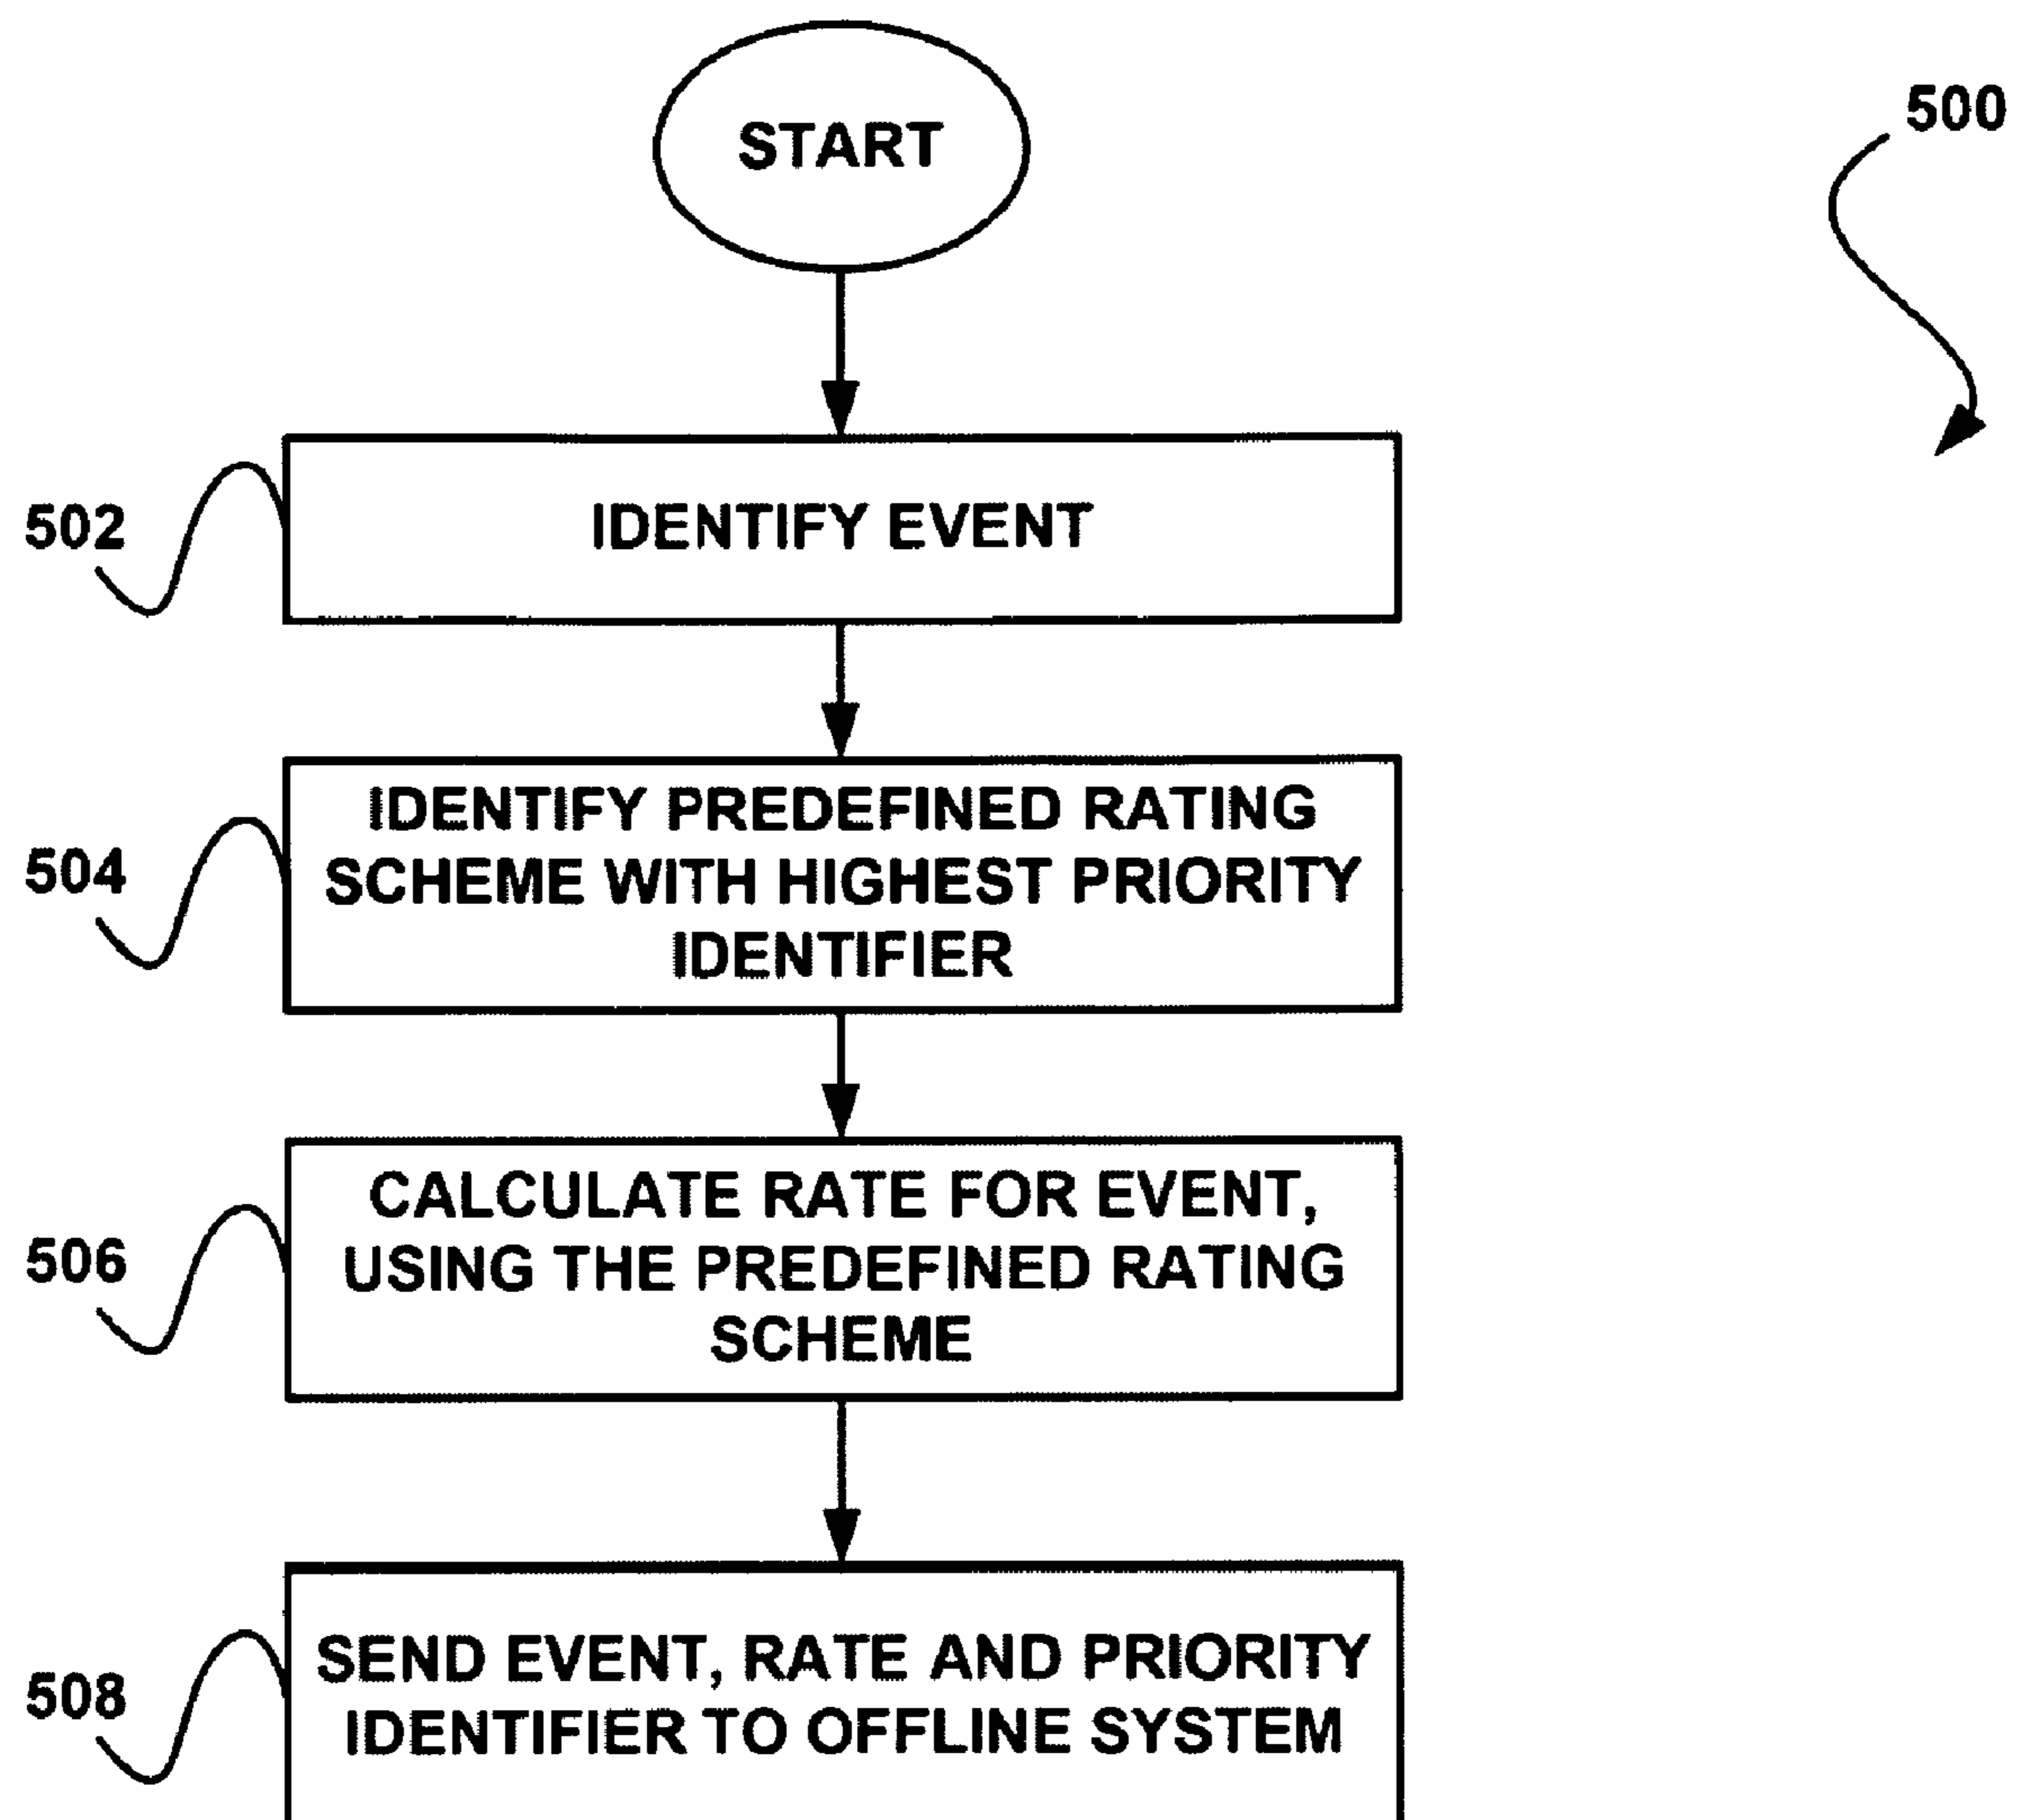 START
500
502
IDENTIFY EVENT
504
IDENTIFY PREDEFINED RATING
SCHEME WITH HIGHEST PRIORITY
IDENTIFIER
506
CALCULATE RATE FOR EVENT,
USING THE PREDEFINED RATING
SCHEME
508
SEND EVENT, RATE AND PRIORITY
IDENTIFIER TO OFFLINE SYSTEM